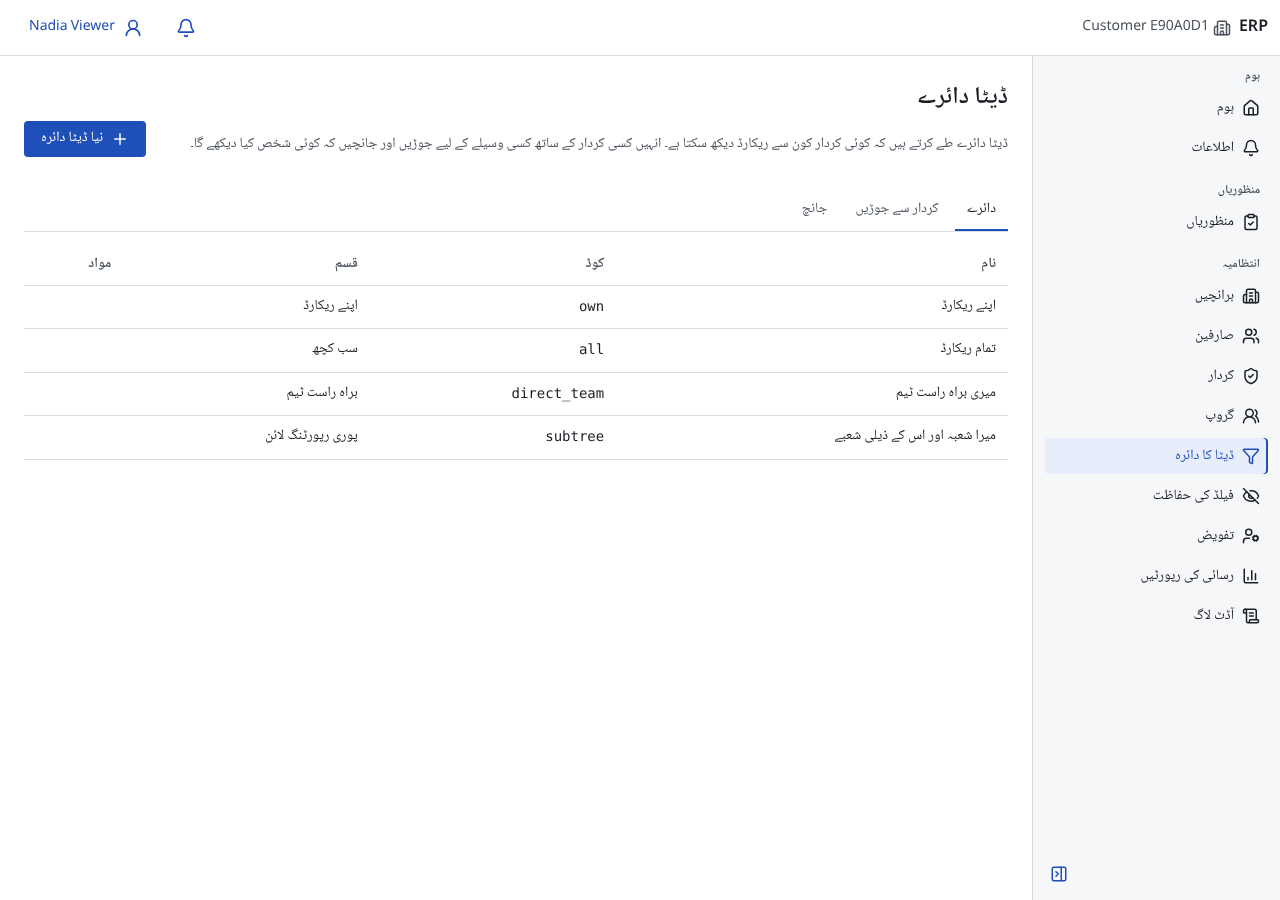 ERP
Customer E90A0D1
Nadia Viewer
ہوم
ہوم
اطلاعات
منظوریاں
منظوریاں
انتظامیہ
برانچیں
صارفین
کردار
گروپ
ڈیٹا کا دائرہ
فیلڈ کی حفاظت
تفویض
رسائی کی رپورٹیں
آڈٹ لاگ
ڈیٹا دائرے
ڈیٹا دائرے طے کرتے ہیں کہ کوئی کردار کون سے ریکارڈ دیکھ سکتا ہے۔ انہیں کسی کردار کے ساتھ کسی وسیلے کے لیے جوڑیں اور جانچیں کہ کوئی شخص کیا دیکھے گا۔
نیا ڈیٹا دائرہ
دائرے کردار سے جوڑیں جانچ
نام کوڈ قسم مواد
اپنے ریکارڈ own اپنے ریکارڈ
تمام ریکارڈ all سب کچھ
میری براہ راست ٹیم direct_team براہ راست ٹیم
میرا شعبہ اور اس کے ذیلی شعبے subtree پوری رپورٹنگ لائن